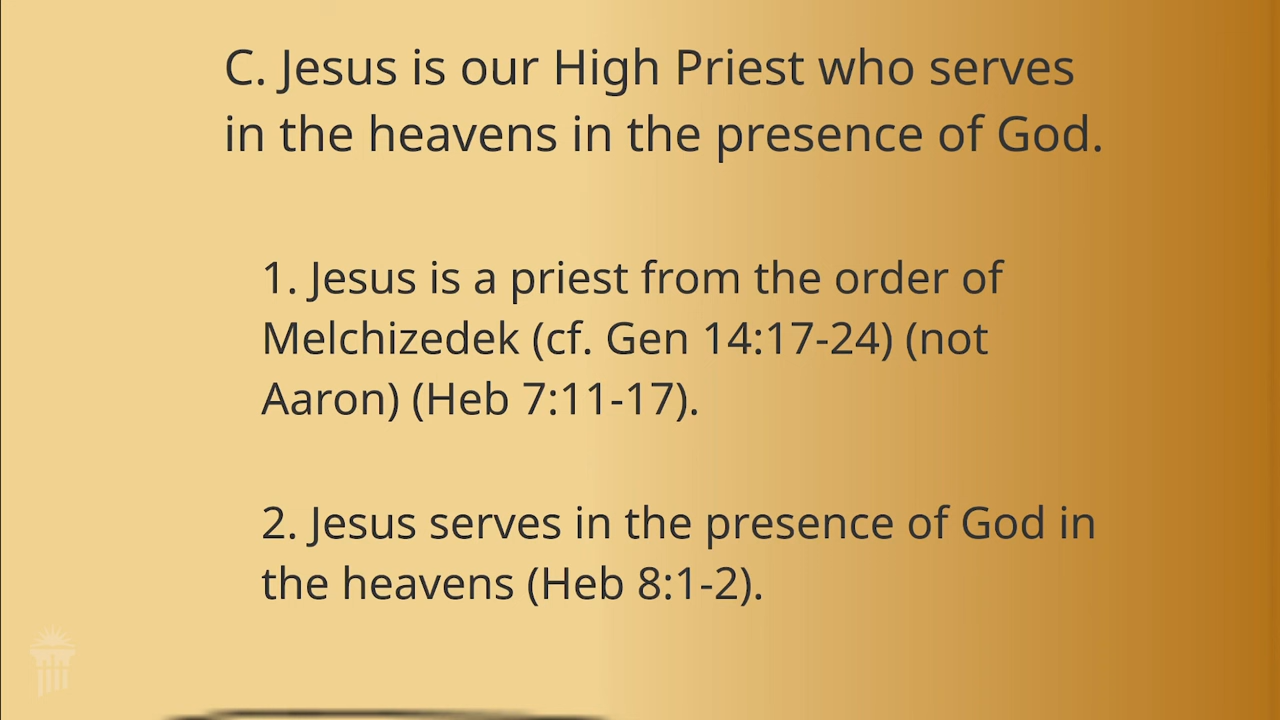 C. Jesus is our High Priest who serves
in the heavens in the presence of God.
1. Jesus is a priest from the order of
Melchizedek (cf. Gen 14:17-24) (not
Aaron) (Heb 7:11-17).
2. Jesus serves in the presence of God in
the heavens (Heb 8:1-2).